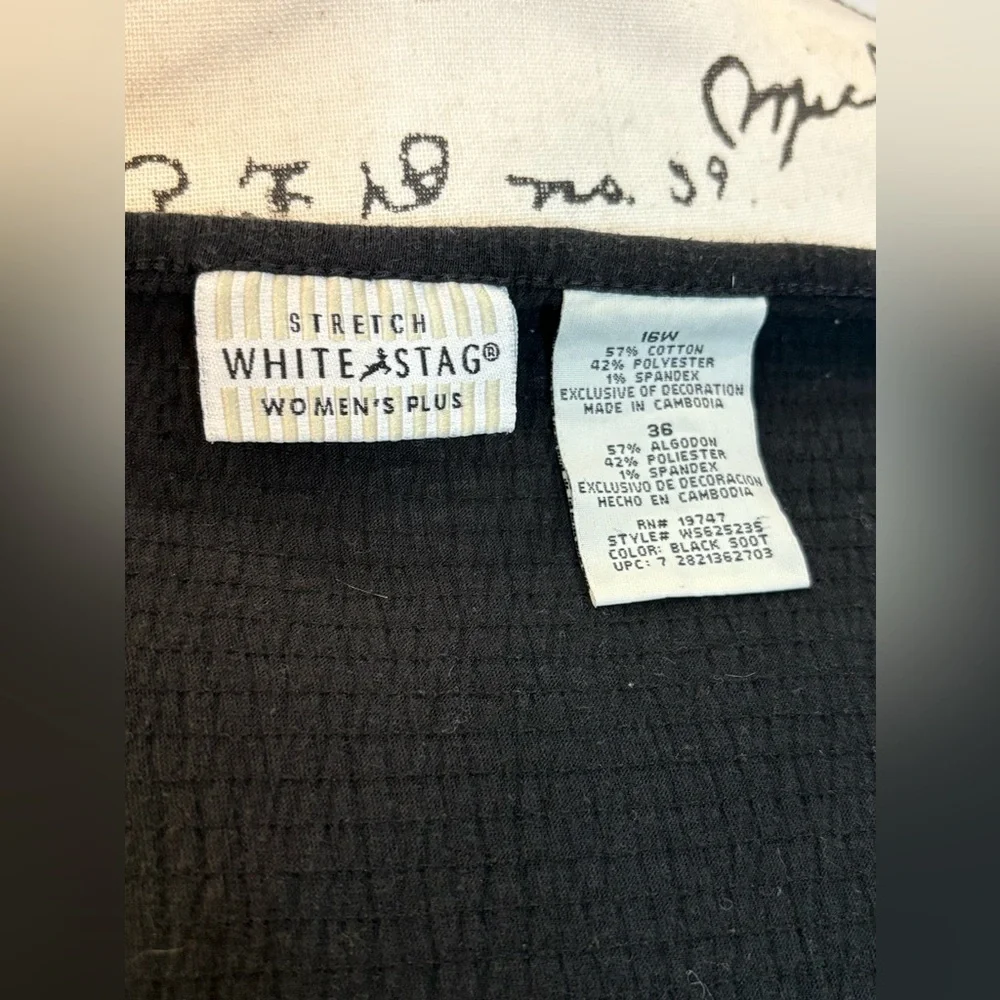 no. 59
STRETCH
WHITE STAG®
WOMEN'S PLUS
16W
57% COTTON
42% POLYESTER
1% SPANDEX
EXCLUSIVE OF DECORATION
MADE IN CAMBODIA
36
57% ALGODON
42% POLIESTER
1% SPANDEX
EXCLUSIVO DE DECORACION
HECHO EN CAMBODIA
RN# 19747
STYLE# WS62523S
COLOR: BLACK SOOT
UPC: 7 2821362703